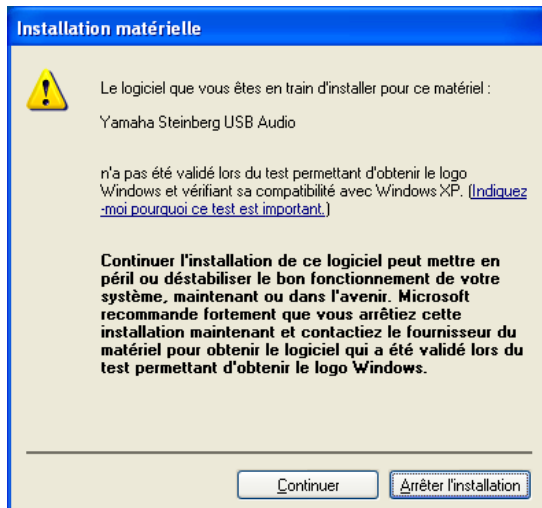 Installation matérielle
Le logiciel que vous êtes en train d'installer pour ce matériel :
Yamaha Steinberg USB Audio
n'a pas été validé lors du test permettant d'obtenir le logo
Windows et vérifiant sa compatibilité avec Windows XP. (Indiquez
-moi pourquoi ce test est important.)
Continuer l'installation de ce logiciel peut mettre en
péril ou déstabiliser le bon fonctionnement de votre
système, maintenant ou dans l'avenir. Microsoft
recommande fortement que vous arrêtiez cette
installation maintenant et contactiez le fournisseur du
matériel pour obtenir le logiciel qui a été validé lors du
test permettant d'obtenir le logo Windows.
Continuer
Arrêter l'installation